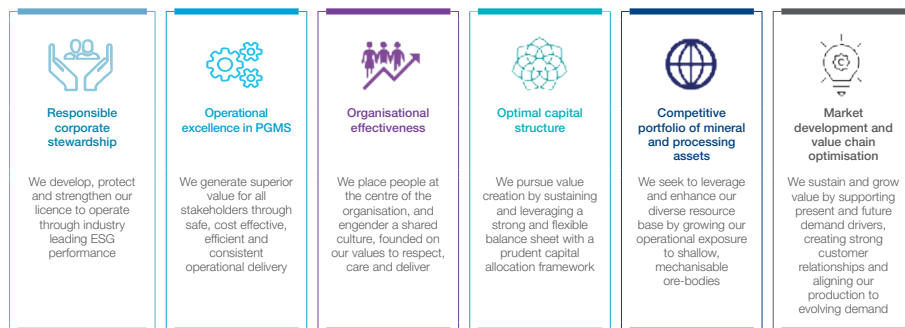 Responsible
corporate
stewardship
We develop, protect
and strengthen our
licence to operate
through industry
leading ESG
performance
Operational
excellence in PGMS
We generate superior
value for all
stakeholders through
safe, cost effective,
efficient and
consistent
operational delivery
Organisational
effectiveness
We place people at
the centre of the
organisation, and
engender a shared
culture, founded on
our values to respect,
care and deliver
Optimal capital
structure
We pursue value
creation by sustaining
and leveraging a
strong and flexible
balance sheet with a
prudent capital
allocation framework
Competitive
portfolio of mineral
and processing
assets
We seek to leverage
and enhance our
diverse resource
base by growing our
operational exposure
to shallow,
mechanisable
ore-bodies
Market
development and
value chain
optimisation
We sustain and grow
value by supporting
present and future
demand drivers,
creating strong
customer
relationships and
aligning our
production to
evolving demand